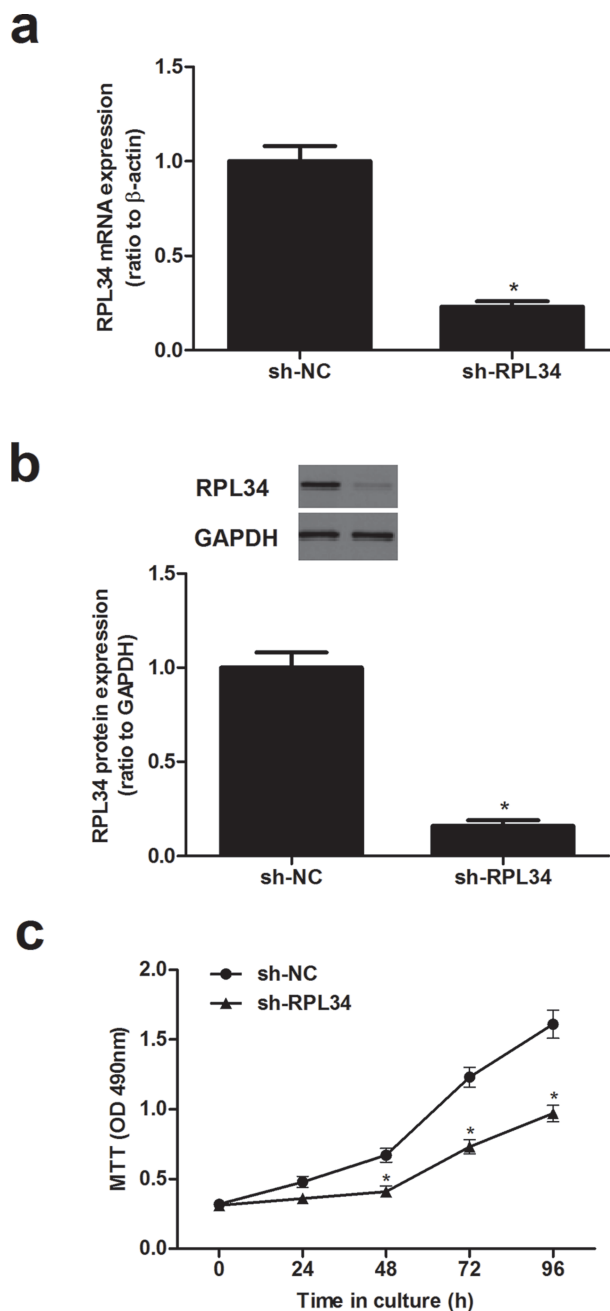 a
RPL34 mRNA expression
(ratio to β-actin)
1.5
1.0
0.5
0.0
*
sh-NC
sh-RPL34
b
RPL34
GAPDH
RPL34 protein expression
(ratio to GAPDH)
1.5
1.0
0.5
0.0
*
sh-NC
sh-RPL34
c
MTT (OD 490nm)
2.0
1.5
1.0
0.5
0.0
sh-NC
sh-RPL34
*
*
*
0
24
48
72
96
Time in culture (h)